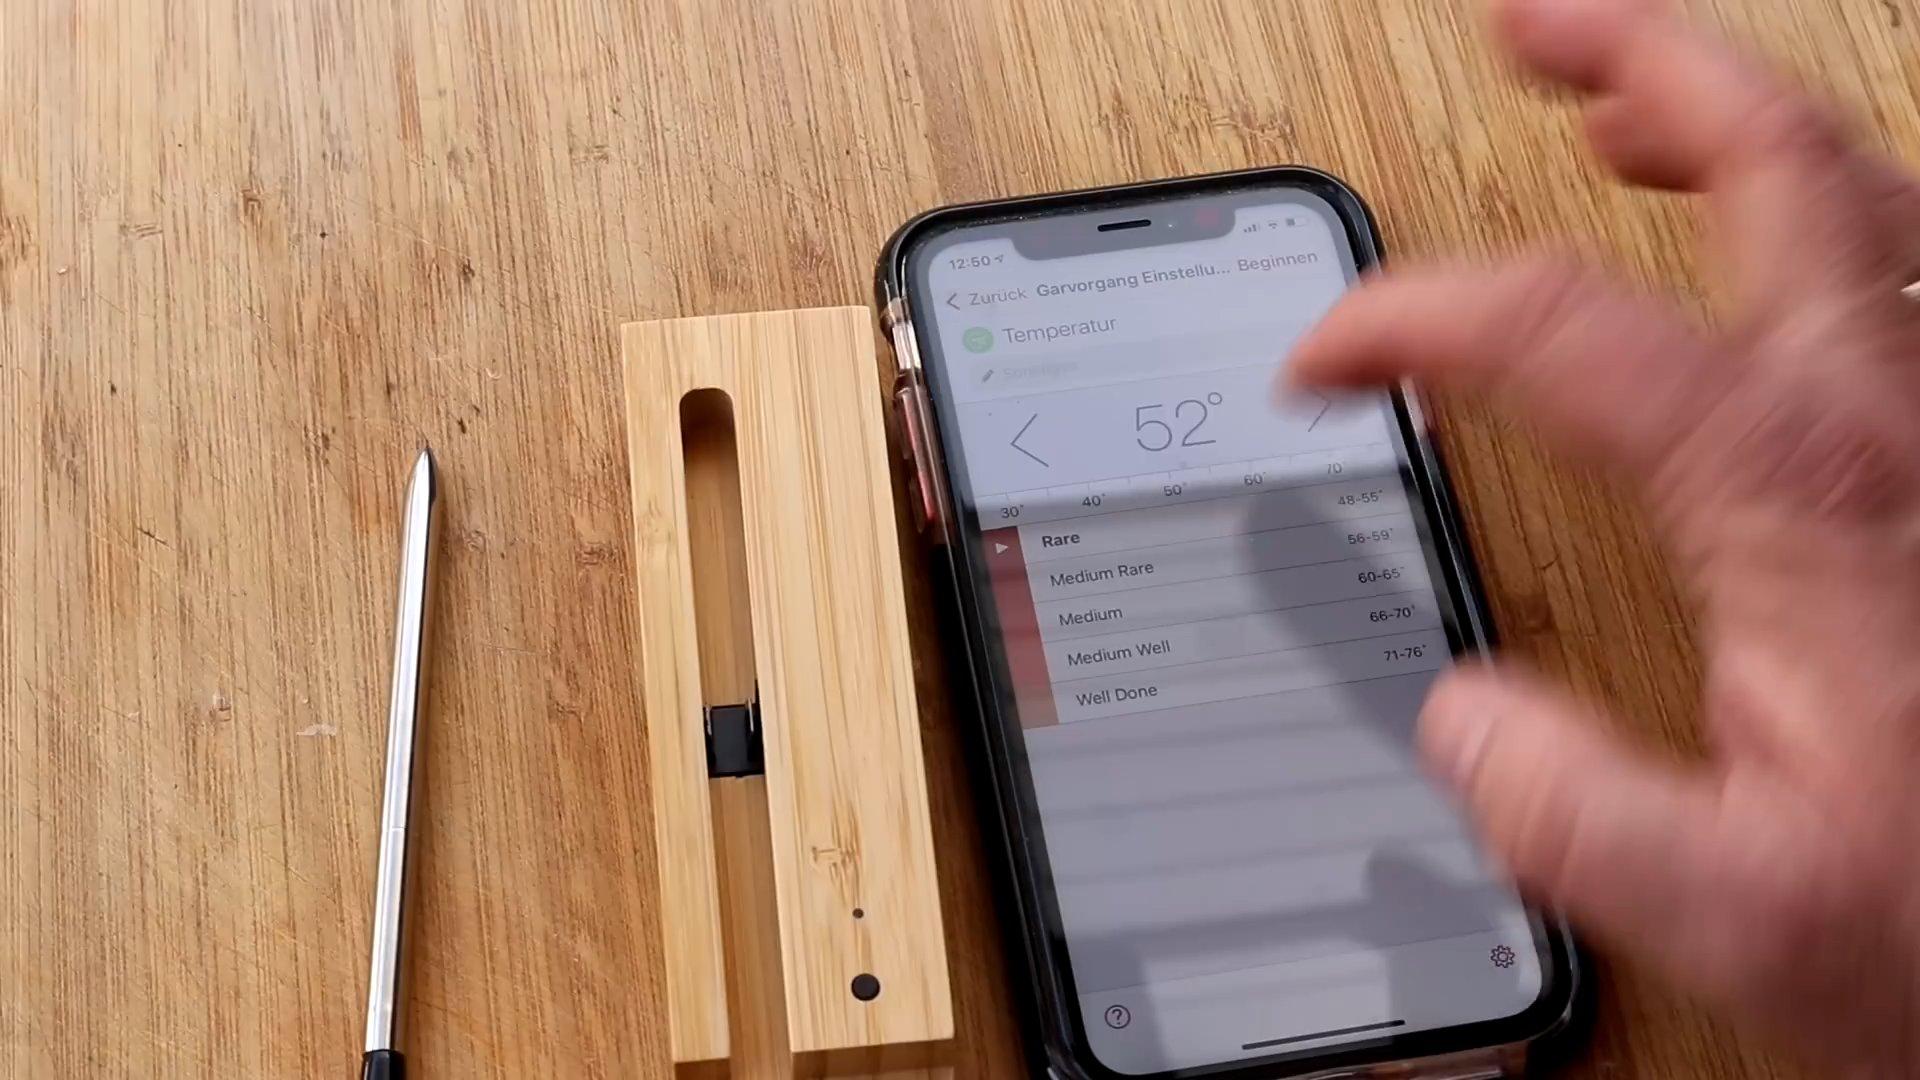 12:50
Zurück Garvorgang Einstellu... Beginnen
Temperatur
52°
30° 40° 50° 60° 70°
Rare 48-55°
Medium Rare 56-59°
Medium 60-65°
Medium Well 66-70°
Well Done 71-76°
?